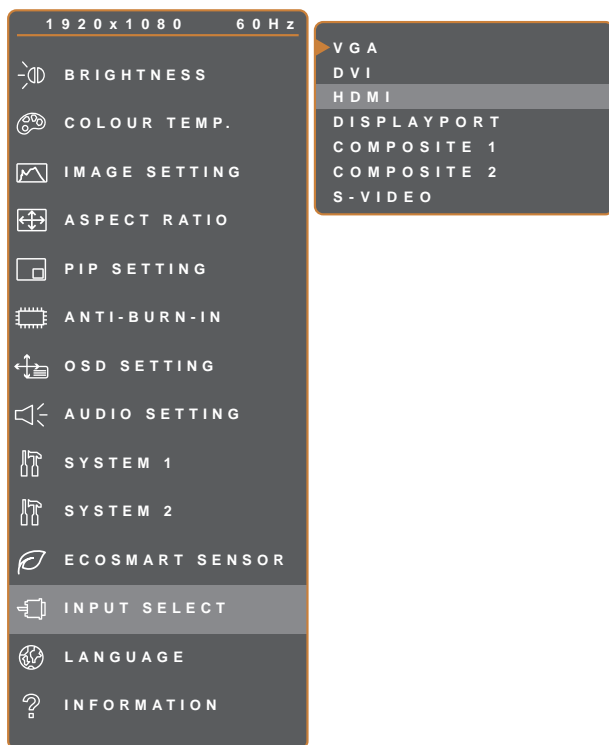 1920x1080 60Hz
BRIGHTNESS
COLOUR TEMP.
IMAGE SETTING
ASPECT RATIO
PIP SETTING
ANTI-BURN-IN
OSD SETTING
AUDIO SETTING
SYSTEM 1
SYSTEM 2
ECOSMART SENSOR
INPUT SELECT
LANGUAGE
INFORMATION
VGA
DVI
HDMI
DISPLAYPORT
COMPOSITE 1
COMPOSITE 2
S-VIDEO